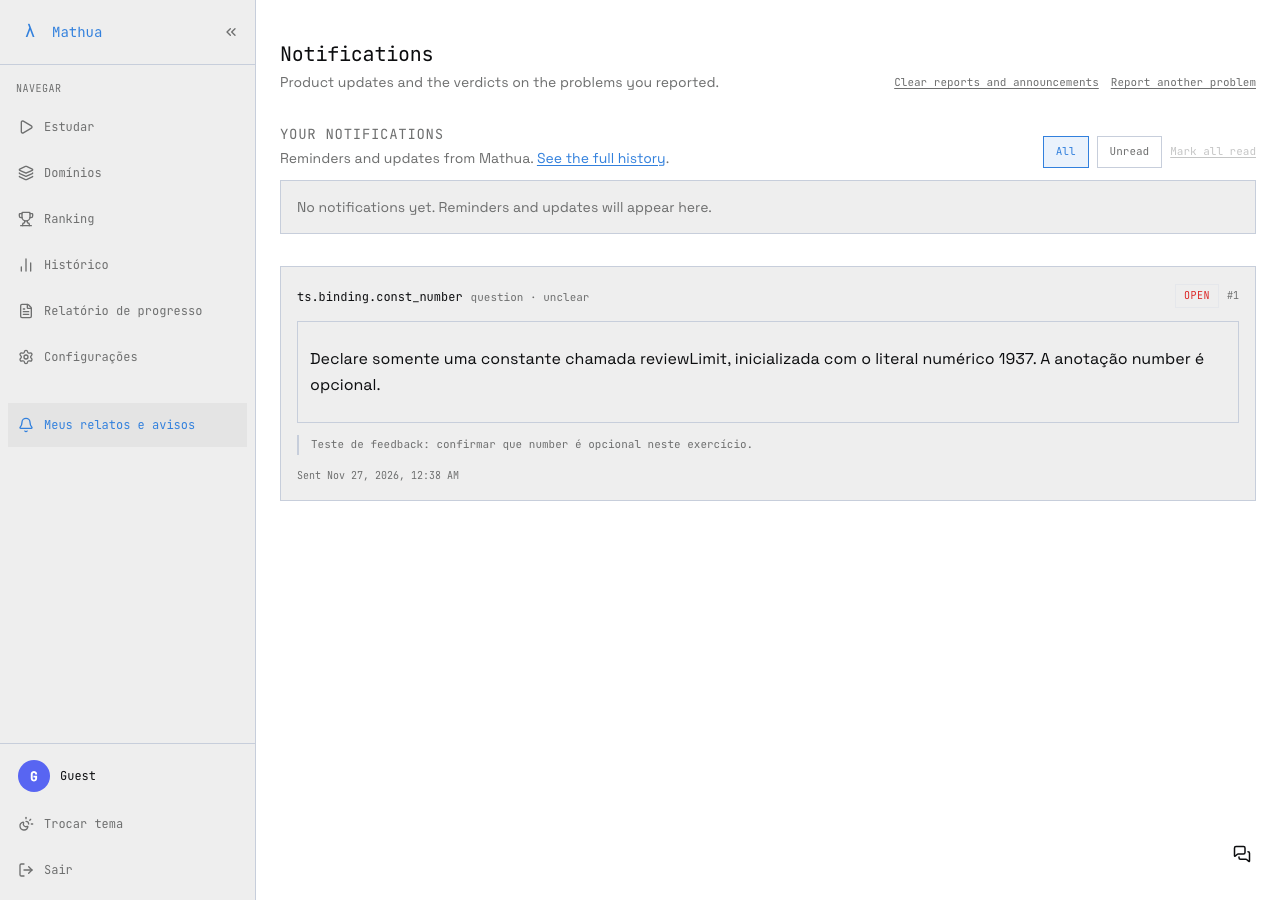 λ Mathua
NAVEGAR
Estudar
Domínios
Ranking
Histórico
Relatório de progresso
Configurações
Meus relatos e avisos
G Guest
Trocar tema
Sair
Notifications
Product updates and the verdicts on the problems you reported.
Clear reports and announcements Report another problem
YOUR NOTIFICATIONS
Reminders and updates from Mathua. See the full history.
All Unread Mark all read
No notifications yet. Reminders and updates will appear here.
ts.binding.const_number question · unclear OPEN #1
Declare somente uma constante chamada reviewLimit, inicializada com o literal numérico 1937. A anotação number é
opcional.
Teste de feedback: confirmar que number é opcional neste exercício.
Sent Nov 27, 2026, 12:38 AM